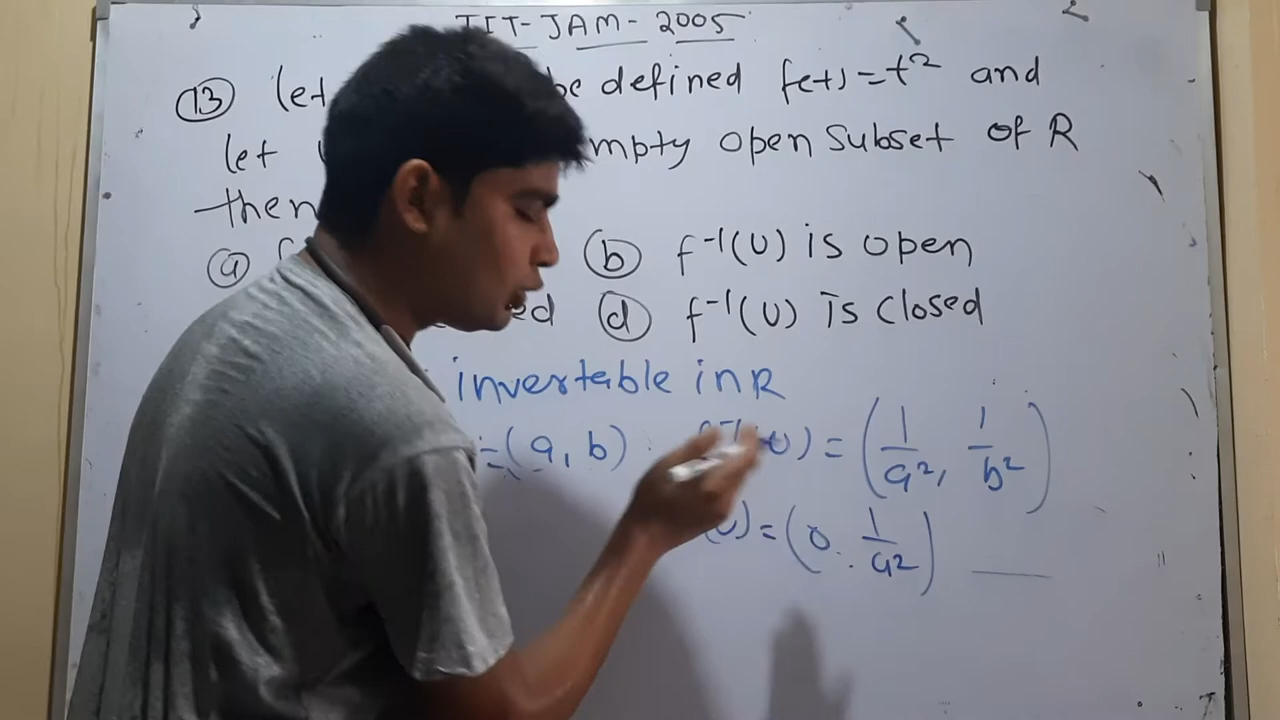 IIT-JAM-2005
13 let be defined f(t)=t² and
let mpty open subset of R
then
a b f⁻¹(U) is open
ed d f⁻¹(U) is closed
invertable in R
=(a, b) f⁻¹(U) = (1/a², 1/b²)
(U)=(0. 1/a²)